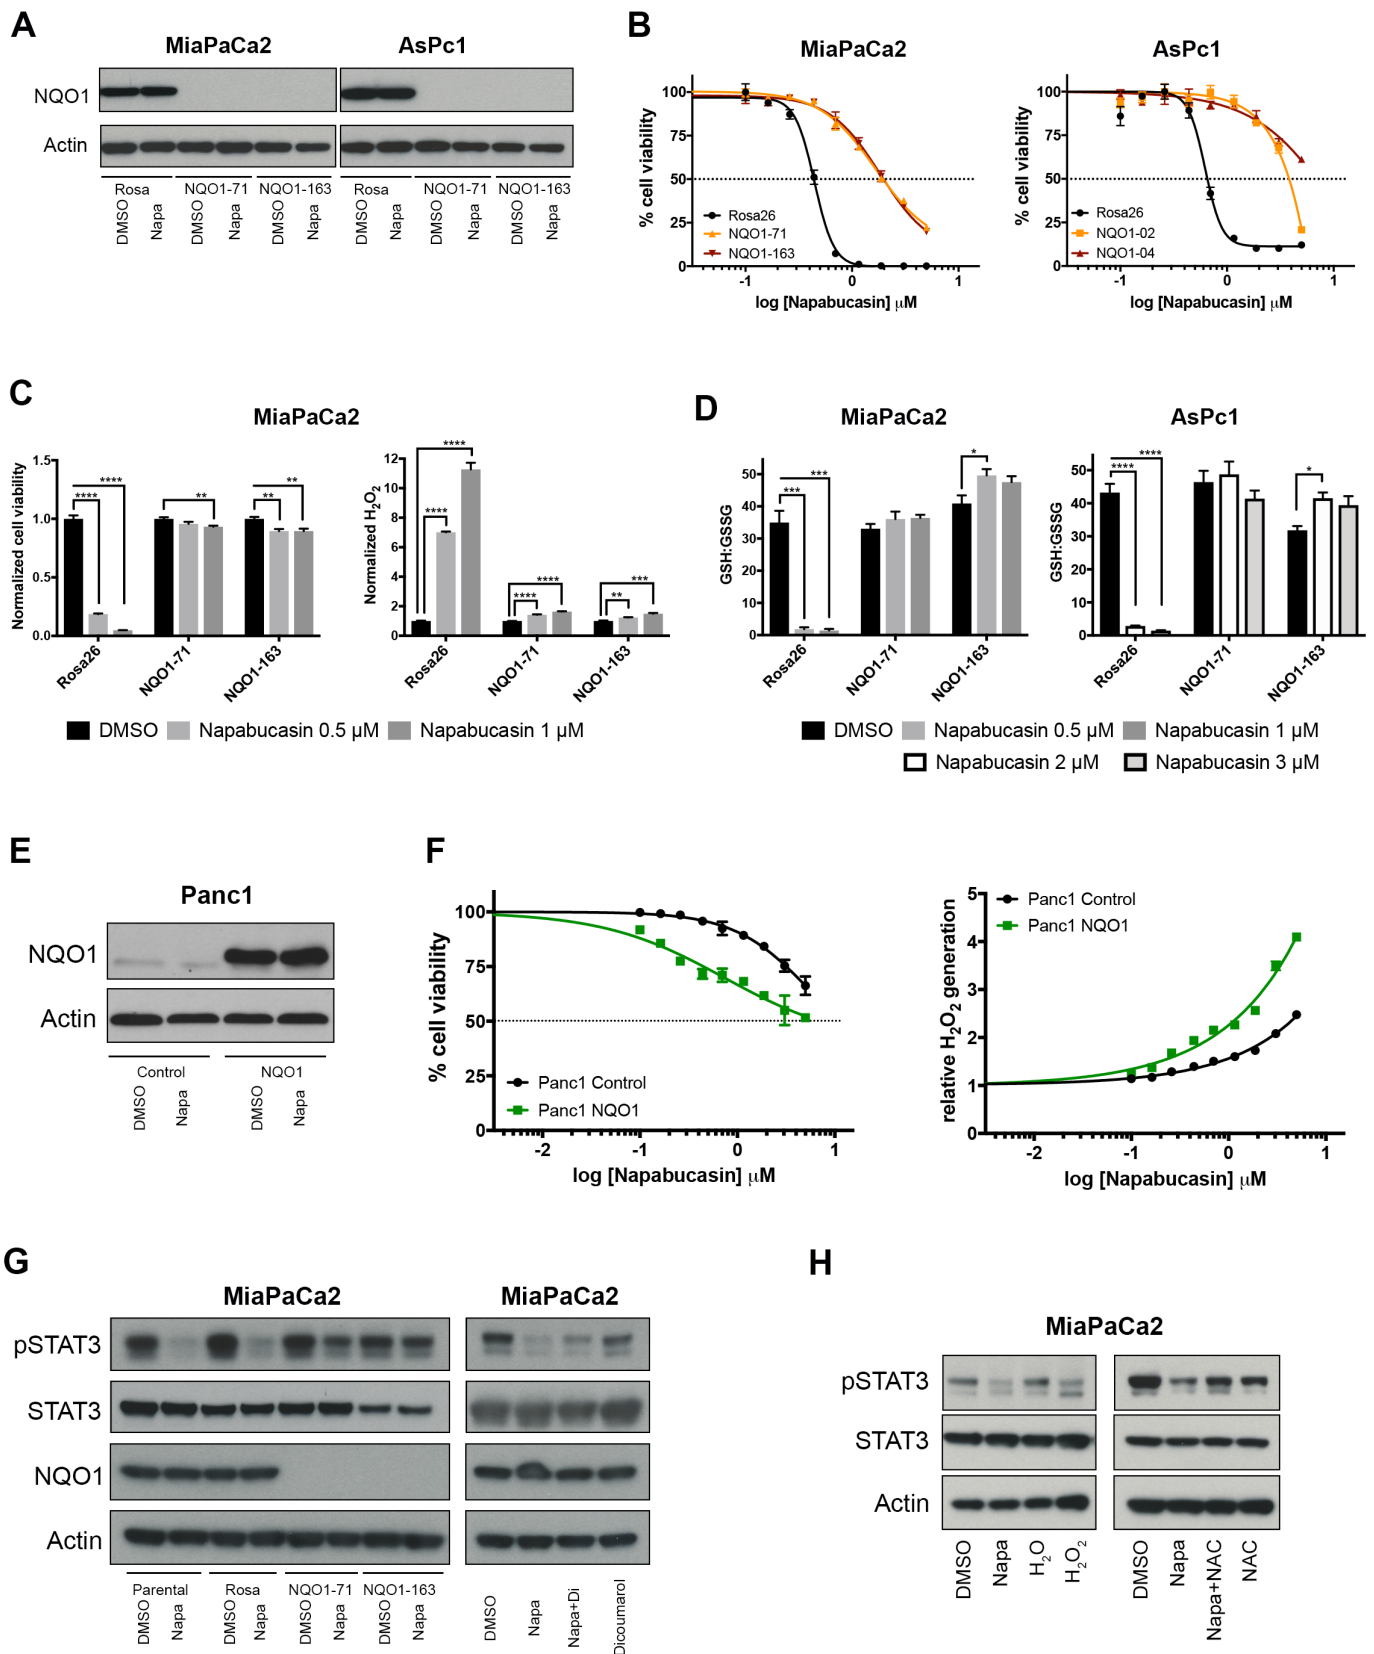 A
MiaPaCa2
AsPc1
NQO1
Actin
Rosa
NQO1-71
NQO1-163
Rosa
NQO1-71
NQO1-163
DMSO
Napa
DMSO
Napa
DMSO
Napa
DMSO
Napa
DMSO
Napa
DMSO
Napa
B
MiaPaCa2
% cell viability
100
75
50
25
0
Rosa26
NQO1-71
NQO1-163
-1
0
1
log [Napabucasin] μM
AsPc1
% cell viability
100
75
50
25
0
Rosa26
NQO1-02
NQO1-04
-1
0
1
log [Napabucasin] μM
C
MiaPaCa2
Normalized cell viability
1.5
1.0
0.5
0.0
****
****
**
**
**
Rosa26
NQO1-71
NQO1-163
Normalized H2O2
12
10
8
6
4
2
0
****
****
****
****
***
**
Rosa26
NQO1-71
NQO1-163
DMSO
Napabucasin 0.5 μM
Napabucasin 1 μM
D
MiaPaCa2
GSH:GSSG
50
40
30
20
10
0
***
***
*
Rosa26
NQO1-71
NQO1-163
AsPc1
GSH:GSSG
50
40
30
20
10
0
****
****
*
Rosa26
NQO1-71
NQO1-163
DMSO
Napabucasin 0.5 μM
Napabucasin 1 μM
Napabucasin 2 μM
Napabucasin 3 μM
E
Panc1
NQO1
Actin
Control
NQO1
DMSO
Napa
DMSO
Napa
F
% cell viability
100
75
50
25
0
Panc1 Control
Panc1 NQO1
-2
-1
0
1
log [Napabucasin] μM
relative H2O2 generation
5
4
3
2
1
0
Panc1 Control
Panc1 NQO1
-2
-1
0
1
log [Napabucasin] μM
G
MiaPaCa2
MiaPaCa2
pSTAT3
STAT3
NQO1
Actin
Parental
Rosa
NQO1-71
NQO1-163
DMSO
Napa
DMSO
Napa
DMSO
Napa
DMSO
Napa
DMSO
Napa
Napa+Di
Dicoumarol
H
MiaPaCa2
pSTAT3
STAT3
Actin
DMSO
Napa
H2O
H2O2
DMSO
Napa
Napa+NAC
NAC